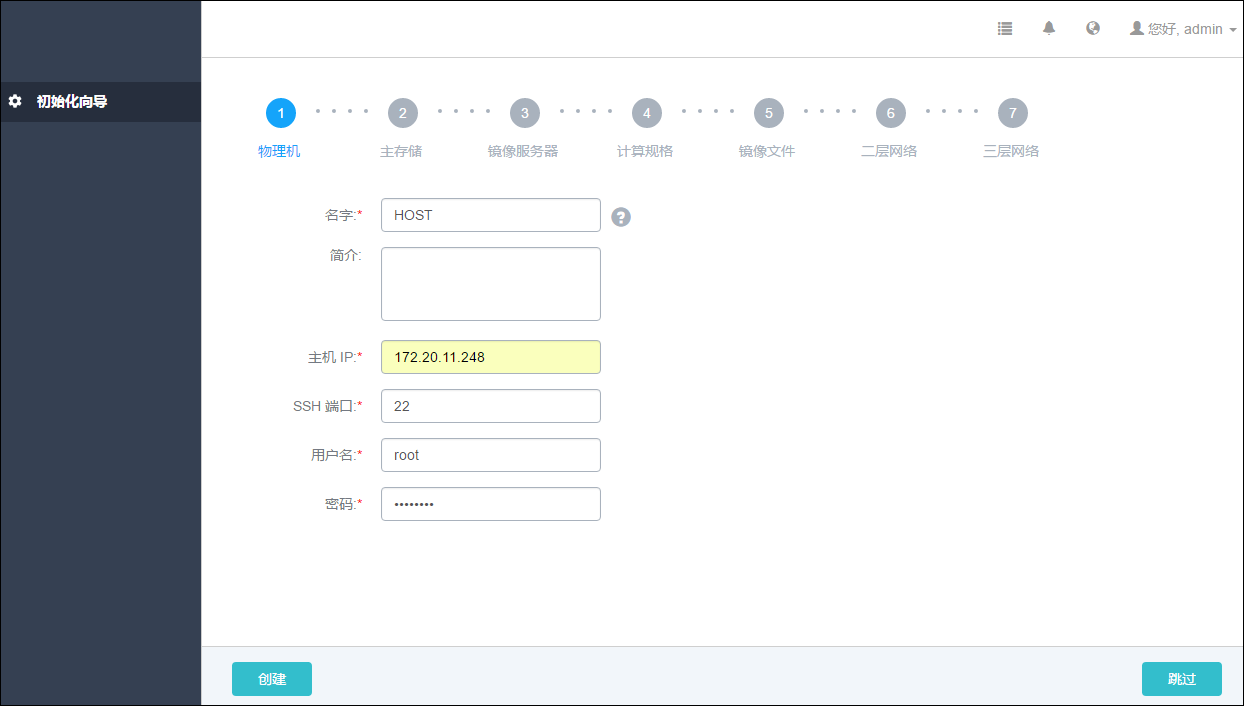 您好, admin
初始化向导
1 2 3 4 5 6 7
物理机 主存储 镜像服务器 计算规格 镜像文件 二层网络 三层网络
名字:* HOST ?
简介:
主机 IP:* 172.20.11.248
SSH 端口:* 22
用户名:* root
密码:* ••••••••
创建 跳过